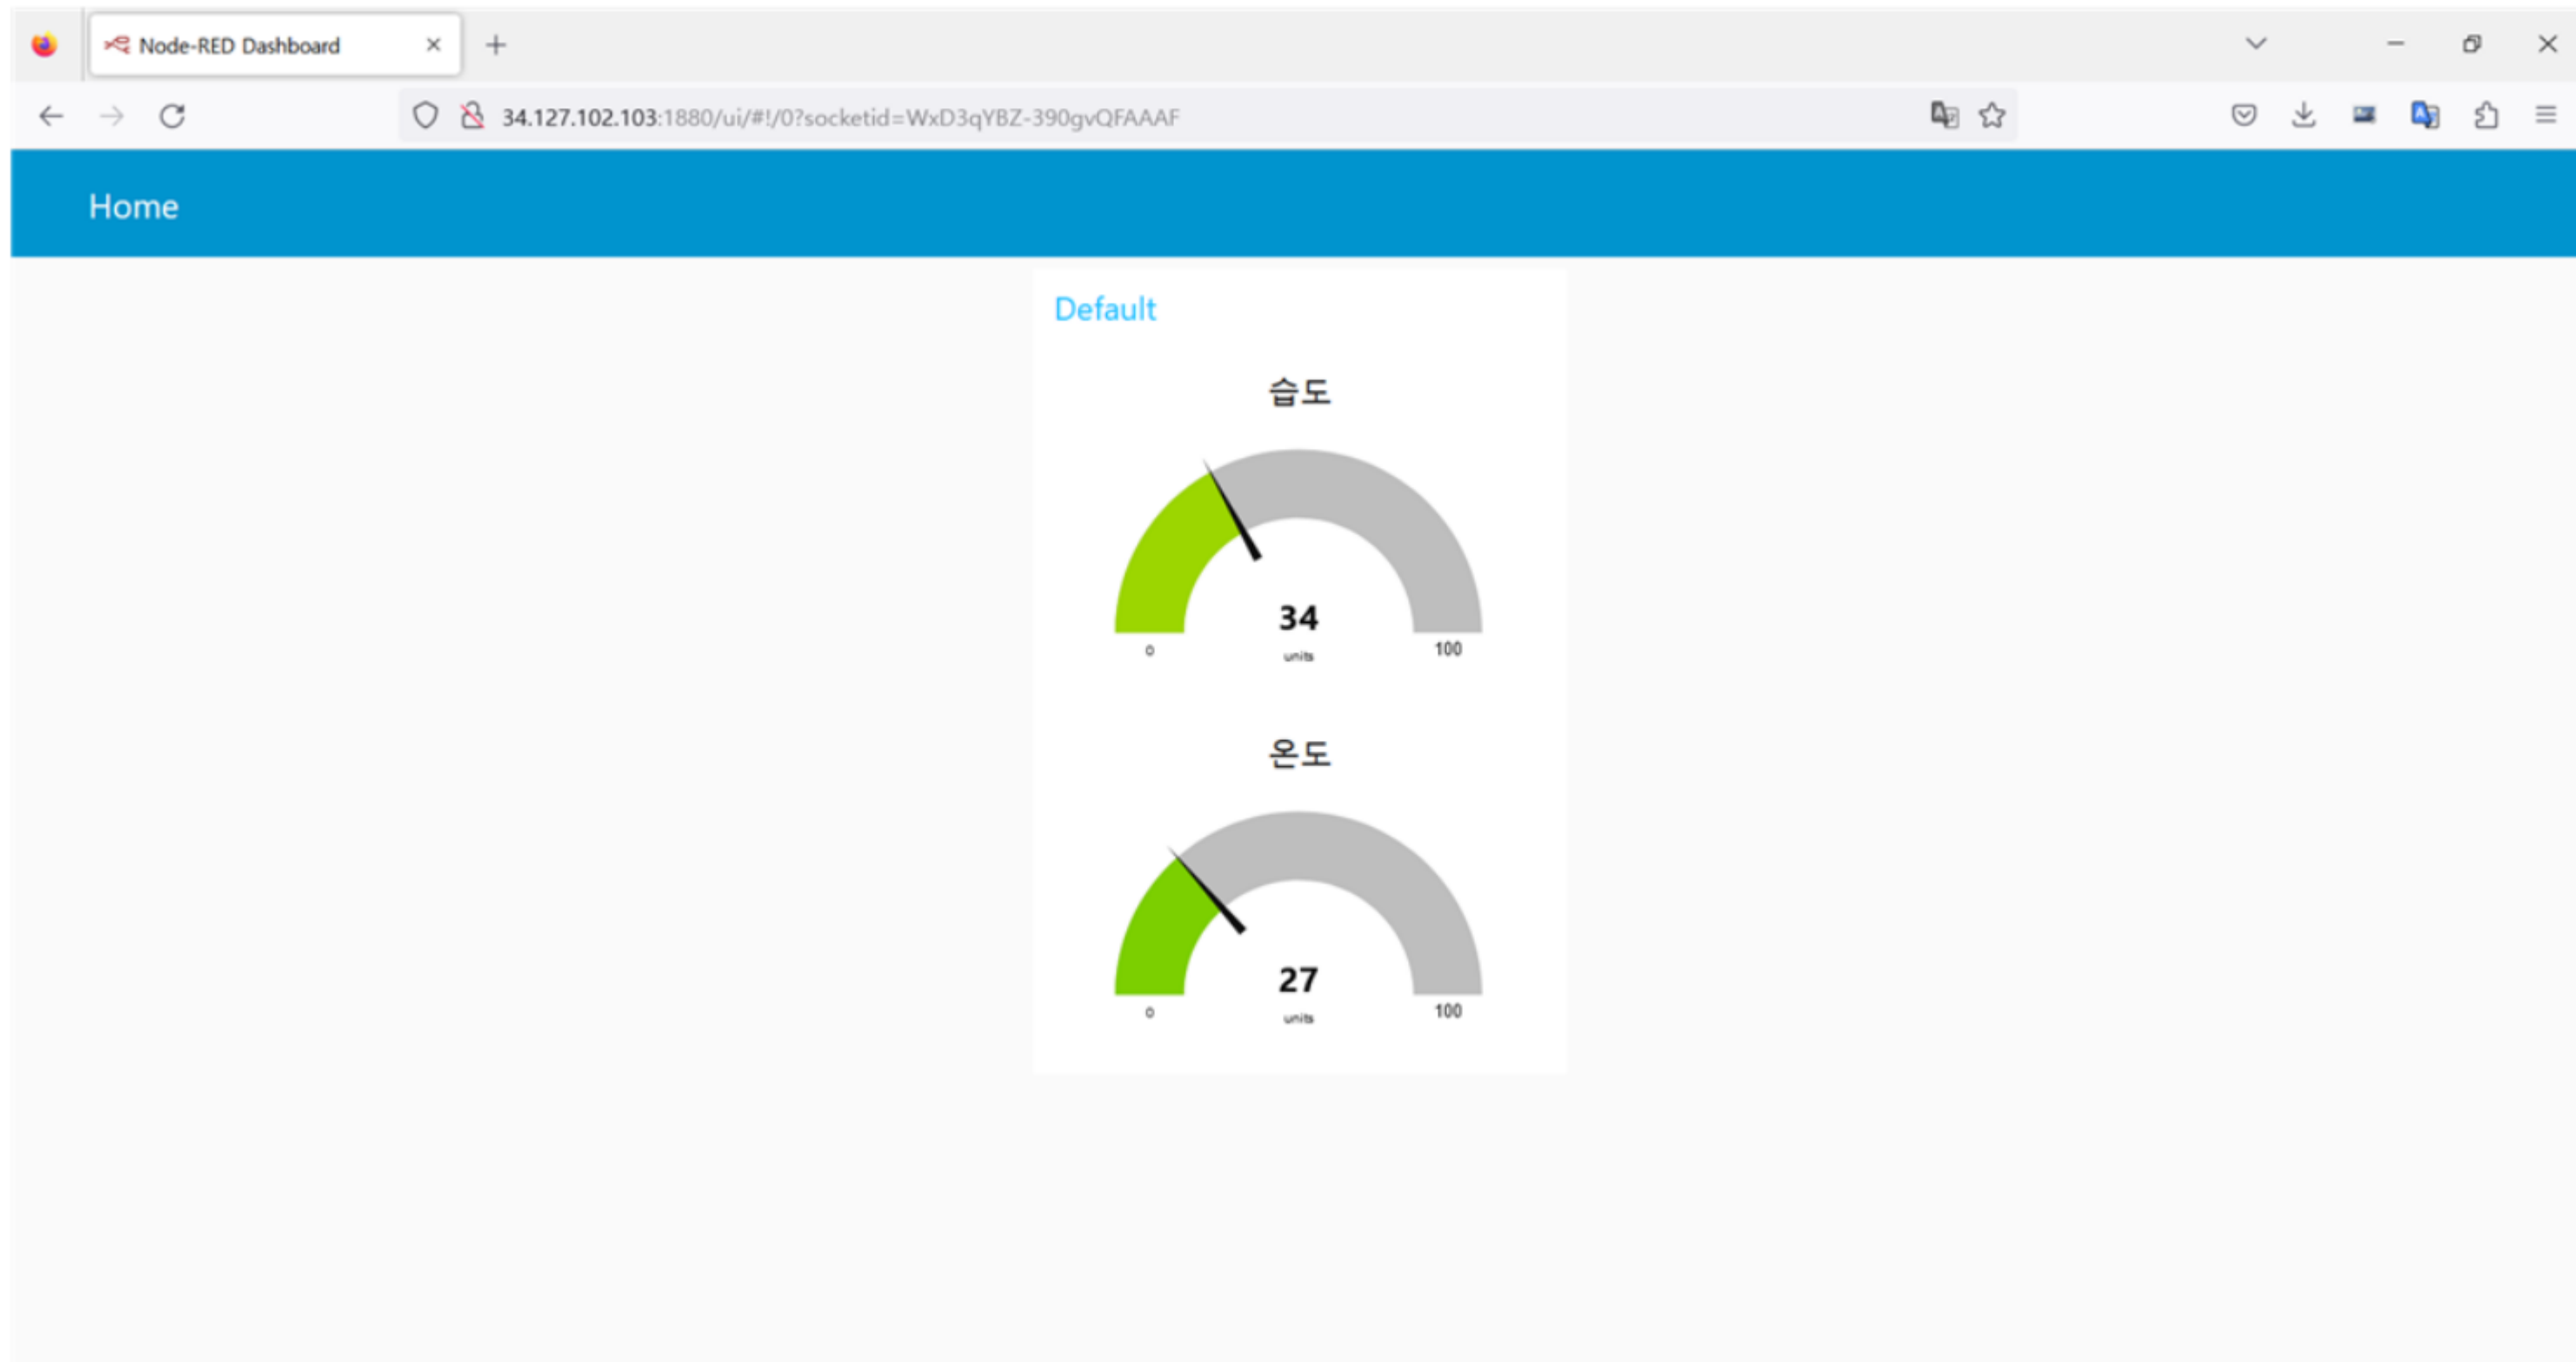 Node-RED Dashboard
34.127.102.103:1880/ui/#!/0?socketid=WxD3qYBZ-390gvQFAAAF
Home
Default
습도
34
0 units 100
온도
27
0 units 100